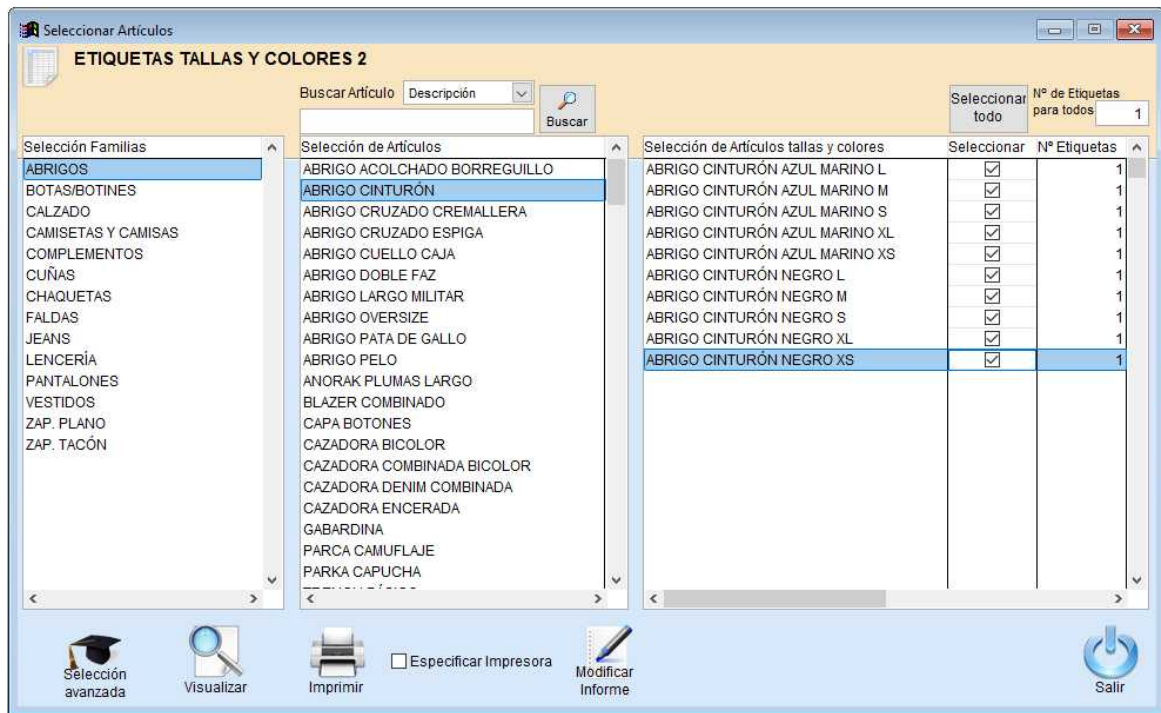 Seleccionar Artículos
ETIQUETAS TALLAS Y COLORES 2
Buscar Artículo Descripción
Buscar
Seleccionar todo
Nº de Etiquetas
para todos 1
Selección Familias
ABRIGOS
BOTAS/BOTINES
CALZADO
CAMISETAS Y CAMISAS
COMPLEMENTOS
CUÑAS
CHAQUETAS
FALDAS
JEANS
LENCERÍA
PANTALONES
VESTIDOS
ZAP. PLANO
ZAP. TACÓN
Selección de Artículos
ABRIGO ACOLCHADO BORREGUILLO
ABRIGO CINTURÓN
ABRIGO CRUZADO CREMALLERA
ABRIGO CRUZADO ESPIGA
ABRIGO CUELLO CAJA
ABRIGO DOBLE FAZ
ABRIGO LARGO MILITAR
ABRIGO OVERSIZE
ABRIGO PATA DE GALLO
ABRIGO PELO
ANORAK PLUMAS LARGO
BLAZER COMBINADO
CAPA BOTONES
CAZADORA BICOLOR
CAZADORA COMBINADA BICOLOR
CAZADORA DENIM COMBINADA
CAZADORA ENCERADA
GABARDINA
PARCA CAMUFLAJE
PARKA CAPUCHA
Selección de Artículos tallas y colores Seleccionar Nº Etiquetas
ABRIGO CINTURÓN AZUL MARINO L 1
ABRIGO CINTURÓN AZUL MARINO M 1
ABRIGO CINTURÓN AZUL MARINO S 1
ABRIGO CINTURÓN AZUL MARINO XL 1
ABRIGO CINTURÓN AZUL MARINO XS 1
ABRIGO CINTURÓN NEGRO L 1
ABRIGO CINTURÓN NEGRO M 1
ABRIGO CINTURÓN NEGRO S 1
ABRIGO CINTURÓN NEGRO XL 1
ABRIGO CINTURÓN NEGRO XS 1
Selección
avanzada
Visualizar
Imprimir
Especificar Impresora
Modificar
Informe
Salir